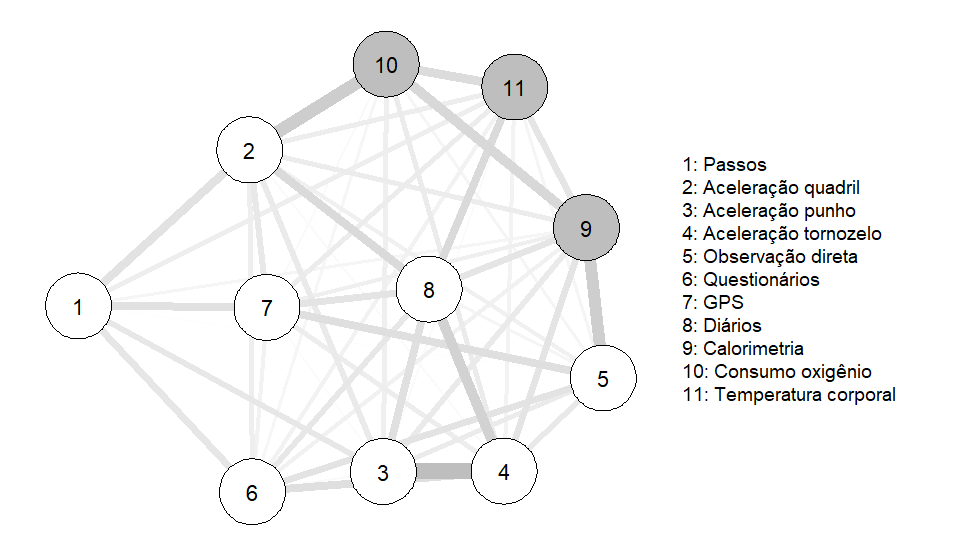 10
11
2
9
8
1
7
5
3
4
6
1: Passos
2: Aceleração quadril
3: Aceleração punho
4: Aceleração tornozelo
5: Observação direta
6: Questionários
7: GPS
8: Diários
9: Calorimetria
10: Consumo oxigênio
11: Temperatura corporal